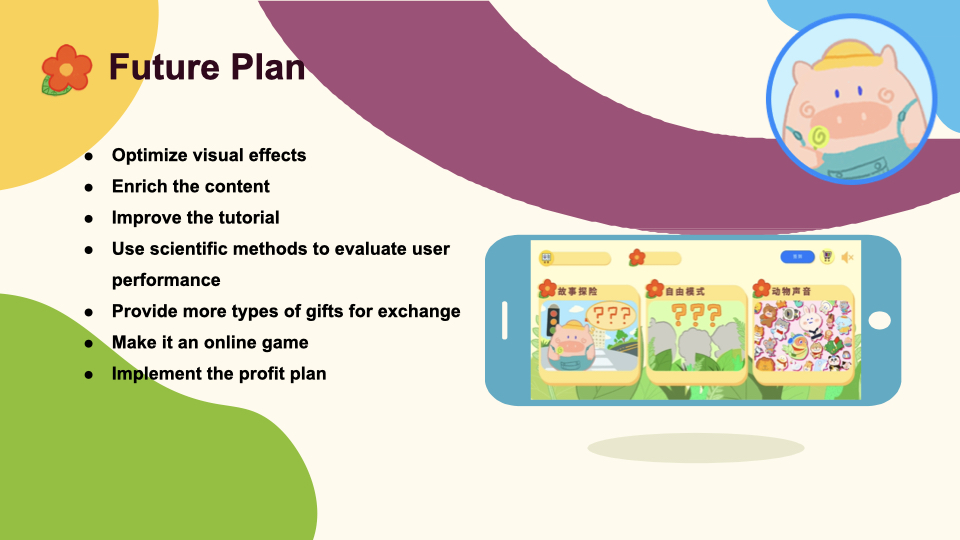 Future Plan
● Optimize visual effects
● Enrich the content
● Improve the tutorial
● Use scientific methods to evaluate user
performance
● Provide more types of gifts for exchange
● Make it an online game
● Implement the profit plan
故事探险
自由模式
动物声音
???
???